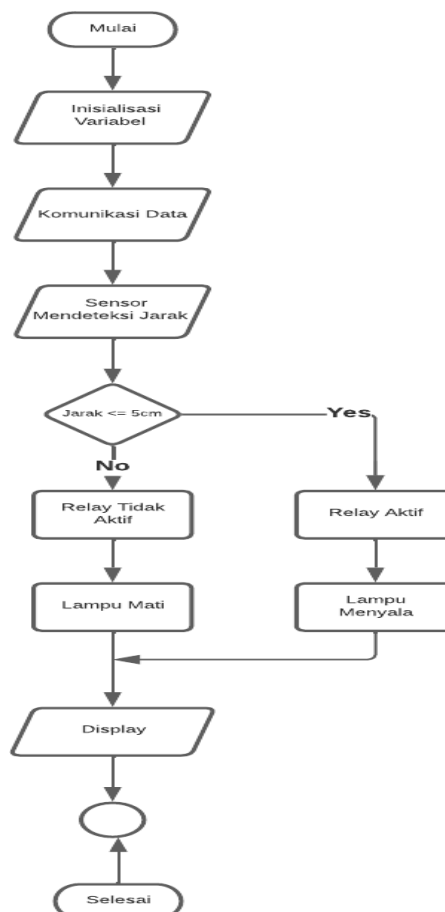 Mulai
Inisialisasi
Variabel
Komunikasi Data
Sensor
Mendeteksi Jarak
Jarak <= 5cm
Yes
No
Relay Tidak
Aktif
Relay Aktif
Lampu Mati
Lampu
Menyala
Display
Selesai